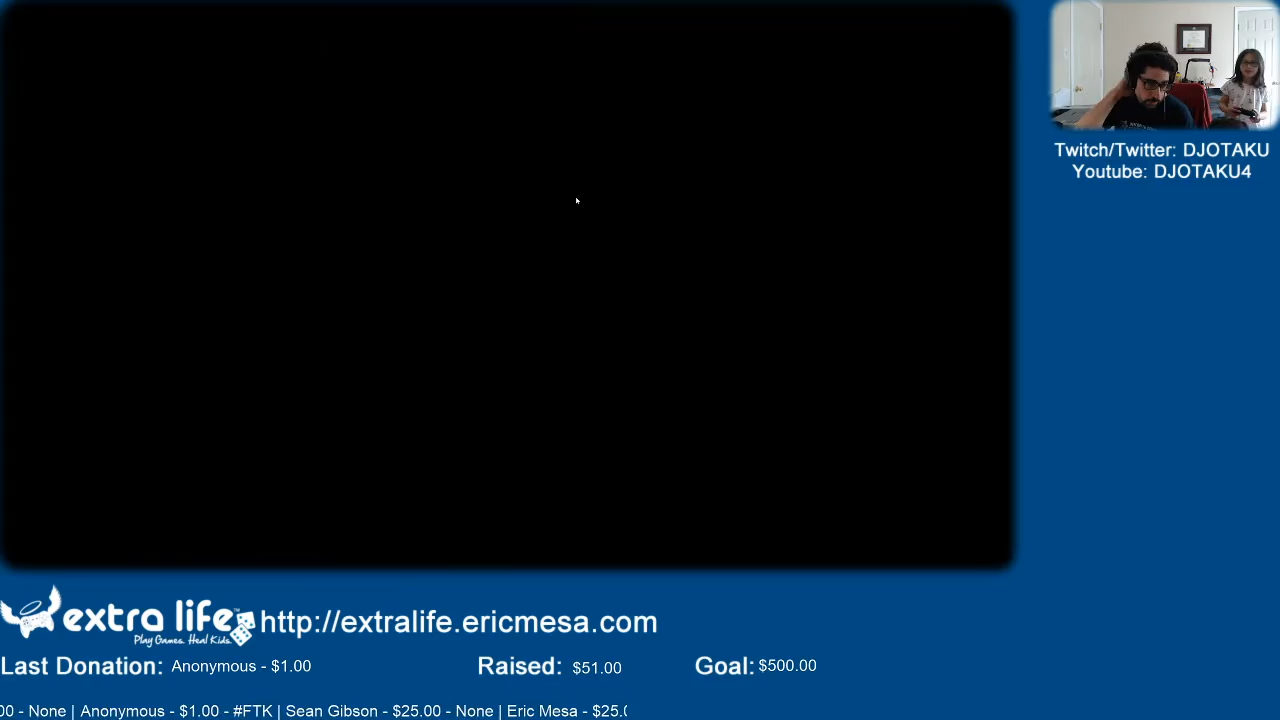 Twitch/Twitter: DJOTAKU
Youtube: DJOTAKU4
extra life
Play Games. Heal Kids.
http://extralife.ericmesa.com
Last Donation: Anonymous - $1.00 Raised: $51.00 Goal: $500.00
00 - None | Anonymous - $1.00 - #FTK | Sean Gibson - $25.00 - None | Eric Mesa - $25.0